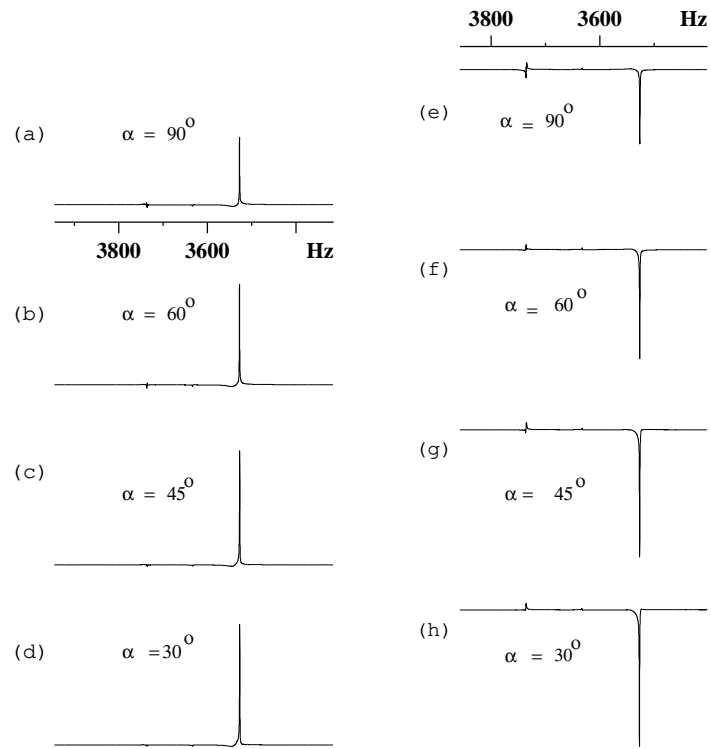 (a) α = 90°
3800 3600 Hz
(b) α = 60°
(c) α = 45°
(d) α =30°
3800 3600 Hz
(e) α = 90°
(f) α = 60°
(g) α = 45°
(h) α = 30°